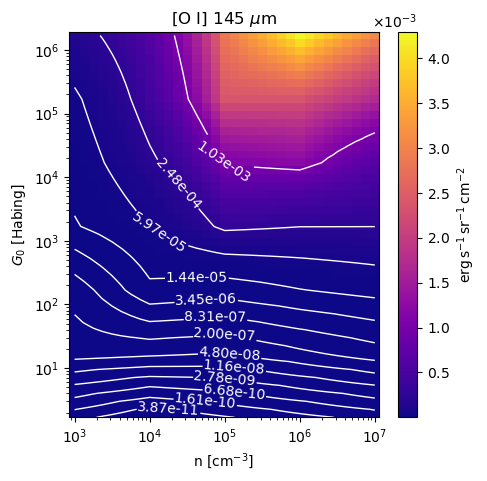 [O I] 145 μm
×10⁻³
10⁶
10⁵
10⁴
10³
10²
10¹
G₀ [Habing]
1.03e-03
2.48e-04
5.97e-05
1.44e-05
3.45e-06
8.31e-07
2.00e-07
4.80e-08
1.16e-08
2.78e-09
6.68e-10
1.61e-10
3.87e-11
10³ 10⁴ 10⁵ 10⁶ 10⁷
n [cm⁻³]
4.0
3.5
3.0
2.5
2.0
1.5
1.0
0.5
erg s⁻¹ sr⁻¹ cm⁻²